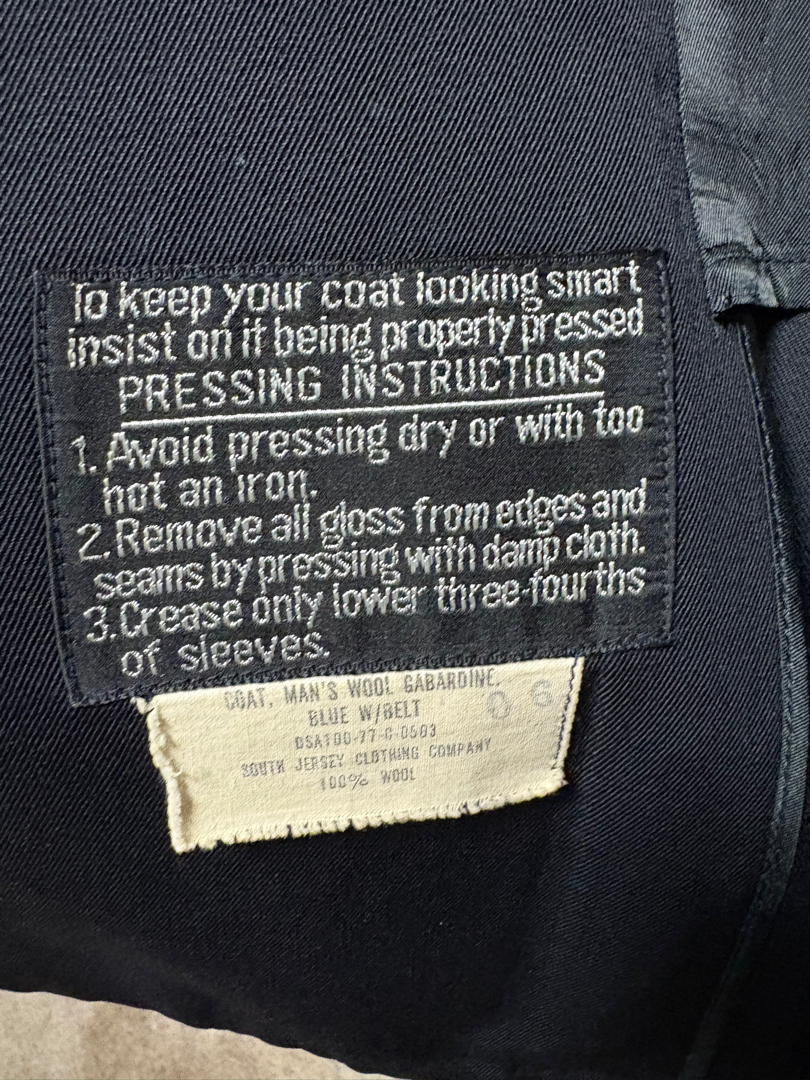 To keep your coat looking smart
insist on it being properly pressed
PRESSING INSTRUCTIONS
1. Avoid pressing dry or with too
hot an iron.
2. Remove all gloss from edges and
seams by pressing with damp cloth.
3. Crease only lower three-fourths
of sleeves.
COAT, MAN'S WOOL GABARDINE,
BLUE W/BELT
DSA100-77-C-0503
SOUTH JERSEY CLOTHING COMPANY
100% WOOL